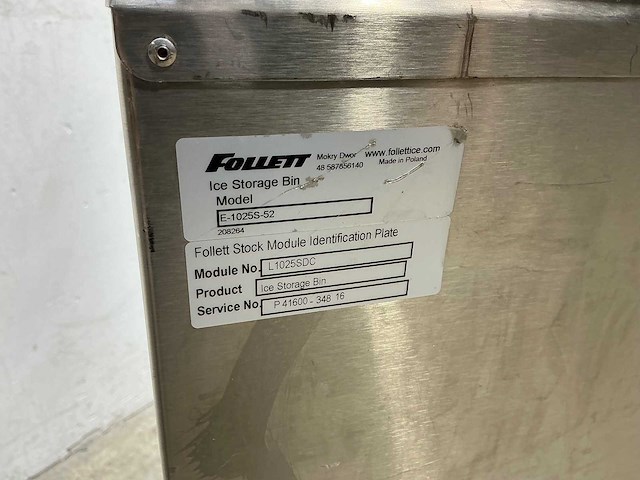 FOLLETT Mokry Dwor www.follettice.com
48 587856140 Made in Poland
Ice Storage Bin
Model
E-1025S-52
208264
Follett Stock Module Identification Plate
Module No. L1025SDC
Product Ice Storage Bin
Service No. P 41600 - 348 16